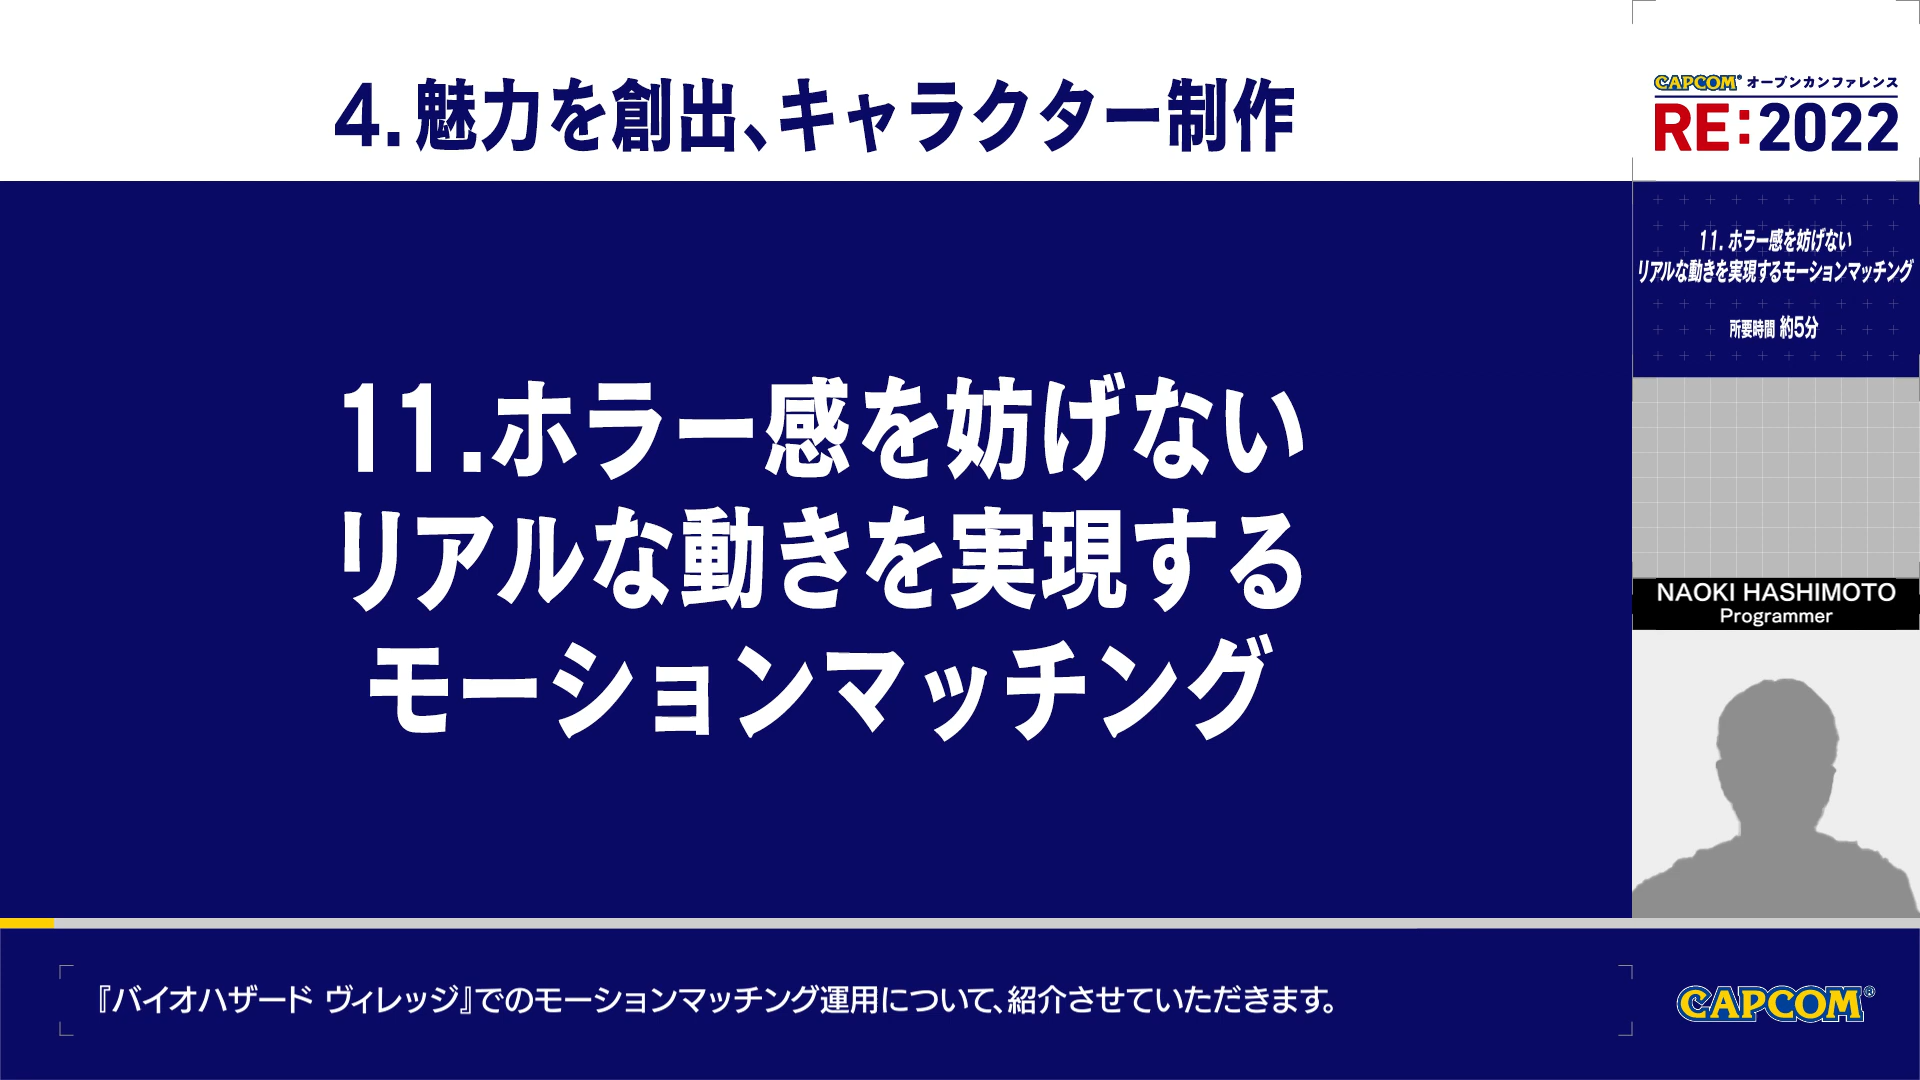 4.魅力を創出、キャラクター制作
CAPCOM® オープンカンファレンス
RE:2022
11.ホラー感を妨げない
リアルな動きを実現するモーションマッチング
所要時間 約5分
11.ホラー感を妨げない
リアルな動きを実現する
モーションマッチング
NAOKI HASHIMOTO
Programmer
『バイオハザード ヴィレッジ』でのモーションマッチング運用について、紹介させていただきます。
CAPCOM®